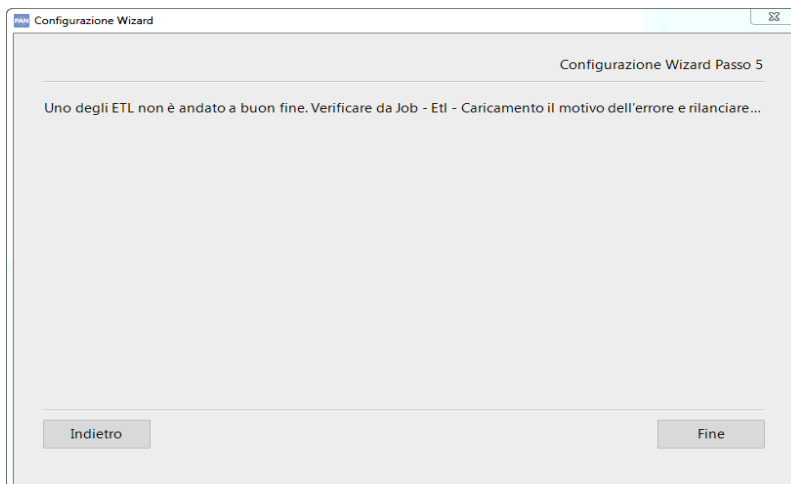 PAN Configurazione Wizard
Configurazione Wizard Passo 5
Uno degli ETL non è andato a buon fine. Verificare da Job - Etl - Caricamento il motivo dell'errore e rilanciare...
Indietro
Fine